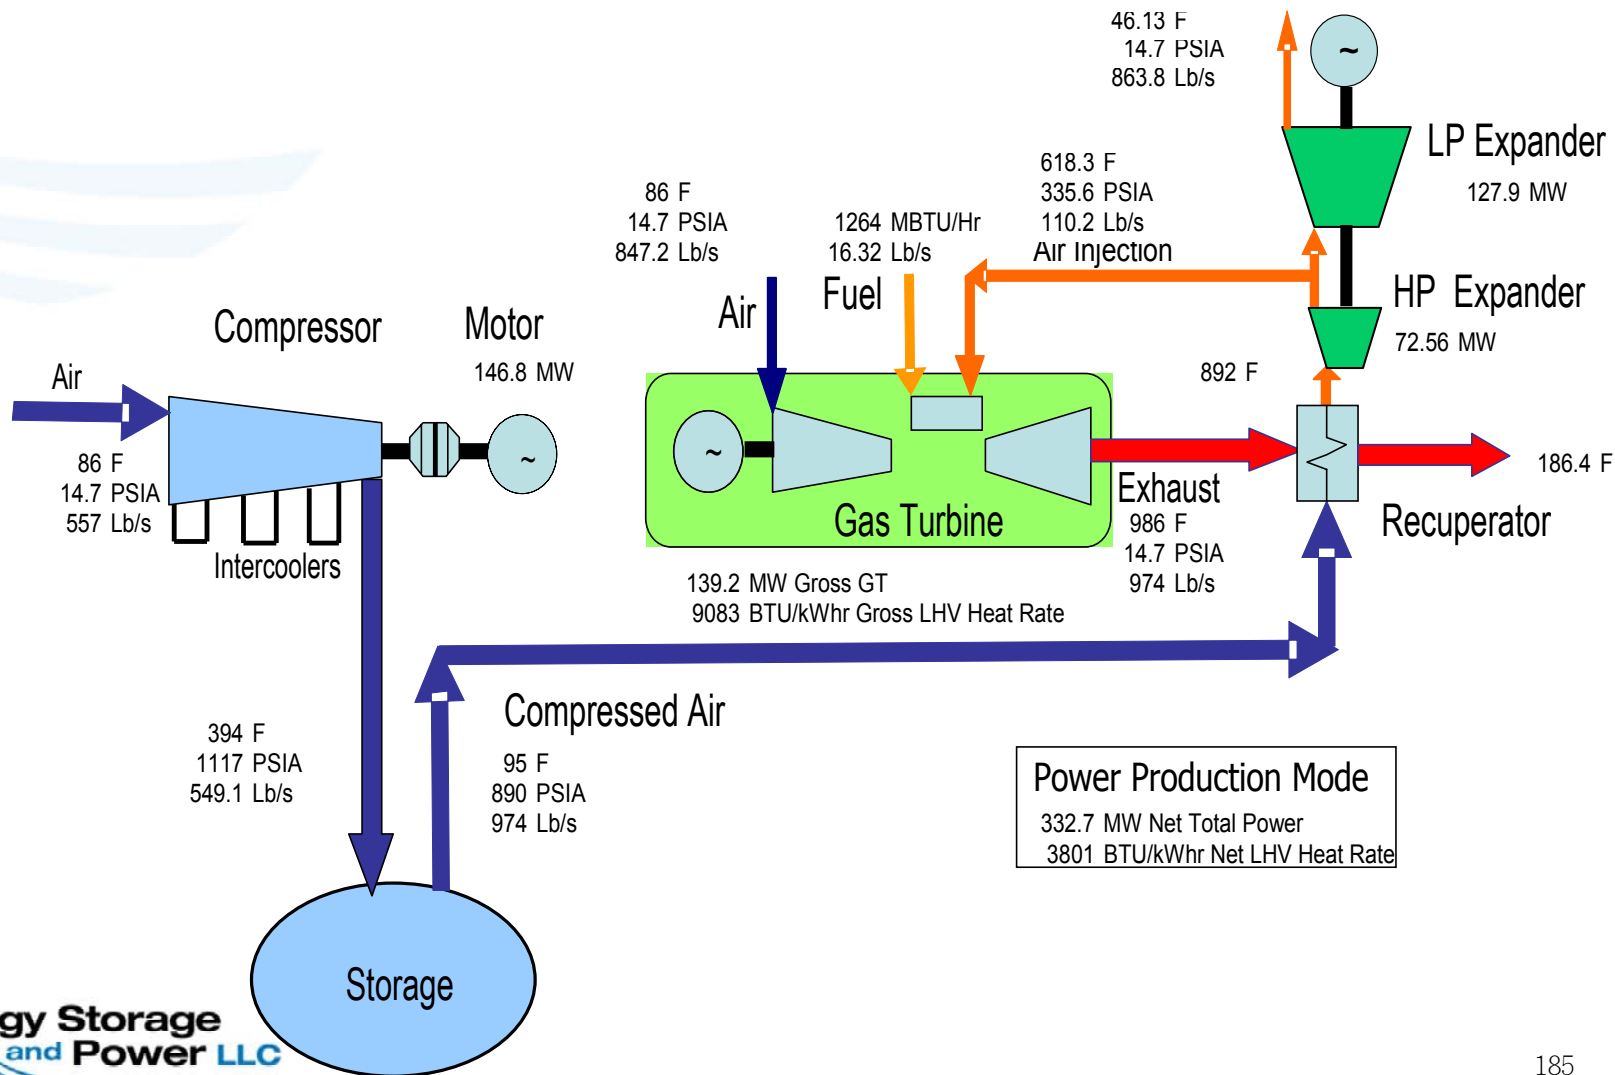 46.13 F
14.7 PSIA
863.8 Lb/s
~
LP Expander
127.9 MW
618.3 F
335.6 PSIA
110.2 Lb/s
Air Injection
86 F
14.7 PSIA
847.2 Lb/s
1264 MBTU/Hr
16.32 Lb/s
Fuel
Air
HP Expander
72.56 MW
Compressor
Motor
146.8 MW
Air
892 F
86 F
14.7 PSIA
557 Lb/s
~
~
Intercoolers
Gas Turbine
Exhaust
986 F
14.7 PSIA
974 Lb/s
186.4 F
Recuperator
139.2 MW Gross GT
9083 BTU/kWhr Gross LHV Heat Rate
394 F
1117 PSIA
549.1 Lb/s
Compressed Air
95 F
890 PSIA
974 Lb/s
Power Production Mode
332.7 MW Net Total Power
3801 BTU/kWhr Net LHV Heat Rate
Storage
gy Storage
and Power LLC
185